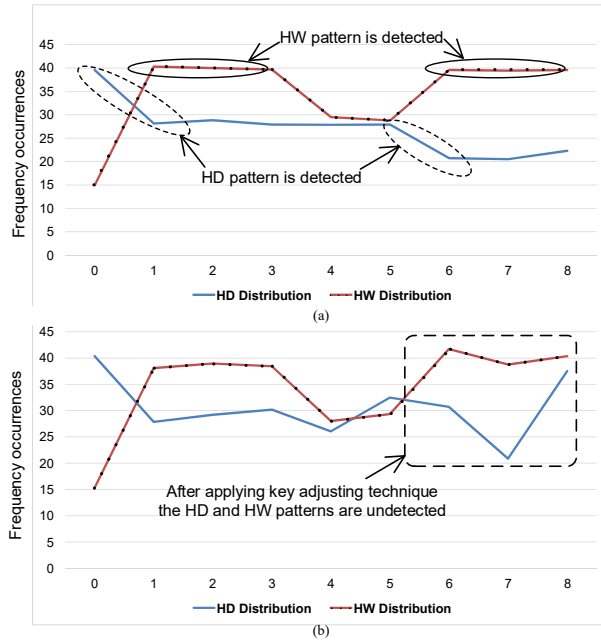 (a)
45
40
35
30
25
20
15
10
5
0
Frequency occurrences
HW pattern is detected
HD pattern is detected
0 1 2 3 4 5 6 7 8
HD Distribution HW Distribution
(a)
45
40
35
30
25
20
15
10
5
0
Frequency occurrences
After applying key adjusting technique
the HD and HW patterns are undetected
0 1 2 3 4 5 6 7 8
HD Distribution HW Distribution
(b)